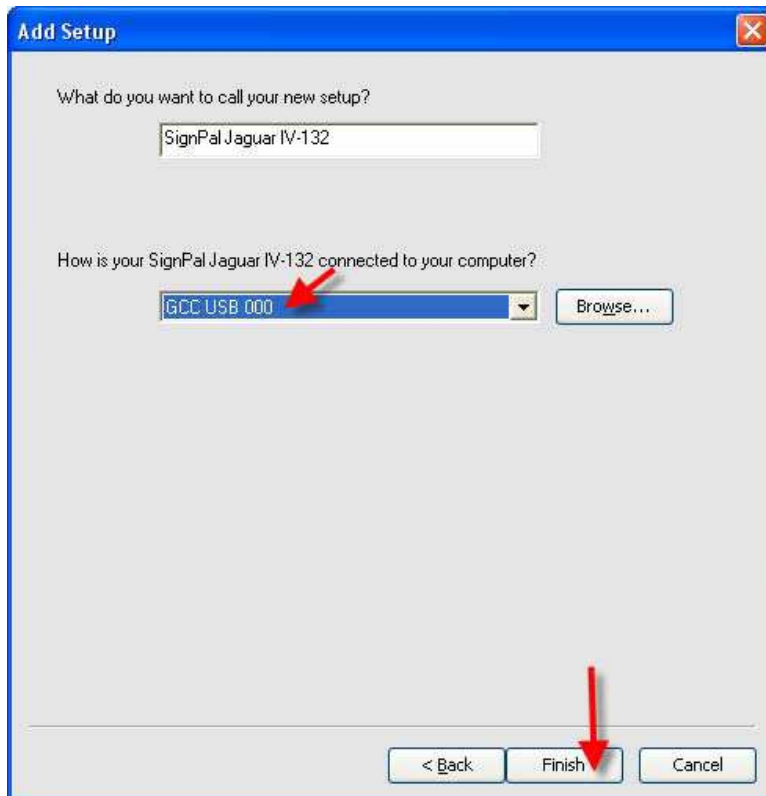 Add Setup
What do you want to call your new setup?
SignPal Jaguar IV-132
How is your SignPal Jaguar IV-132 connected to your computer?
GCC USB 000
Browse...
< Back
Finish
Cancel